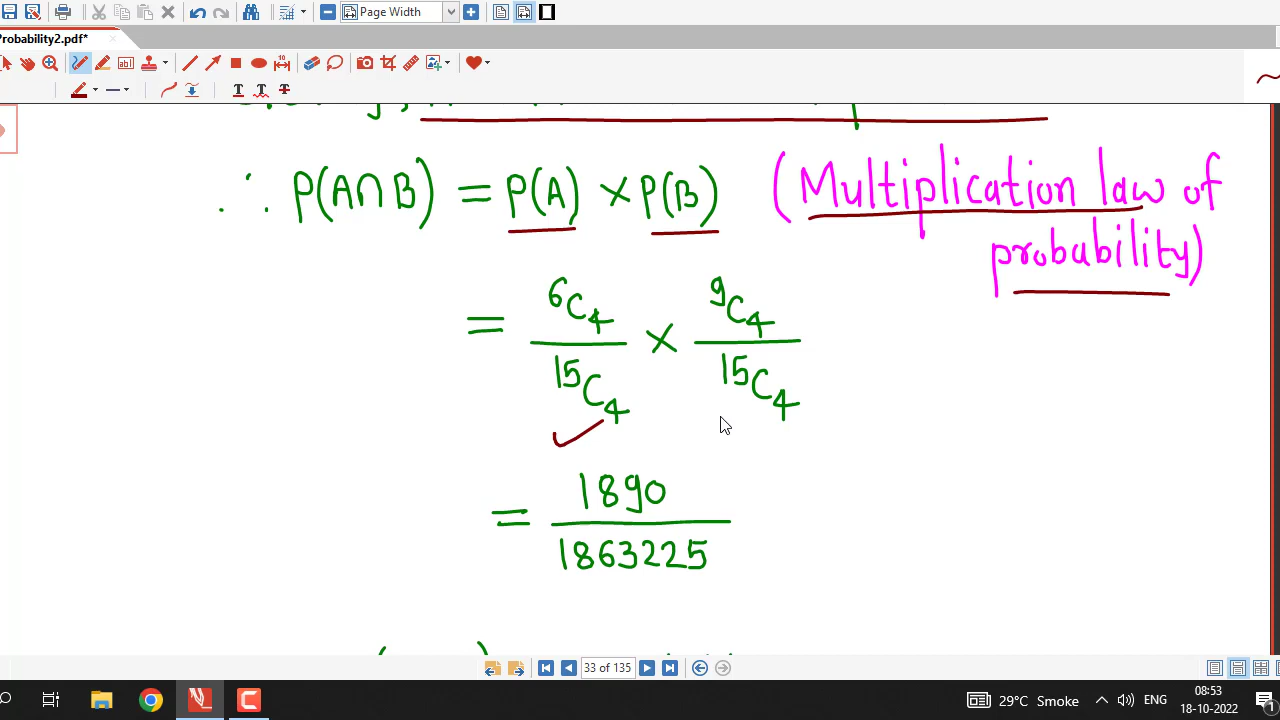 Page Width
Probability2.pdf*
∴ P(A∩B) = P(A) × P(B) (Multiplication law of
probability)
= ⁶C₄ / ¹⁵C₄ × ⁹C₄ / ¹⁵C₄
= 1890 / 1863225
33 of 135
29°C Smoke
ENG
08:53
18-10-2022
1